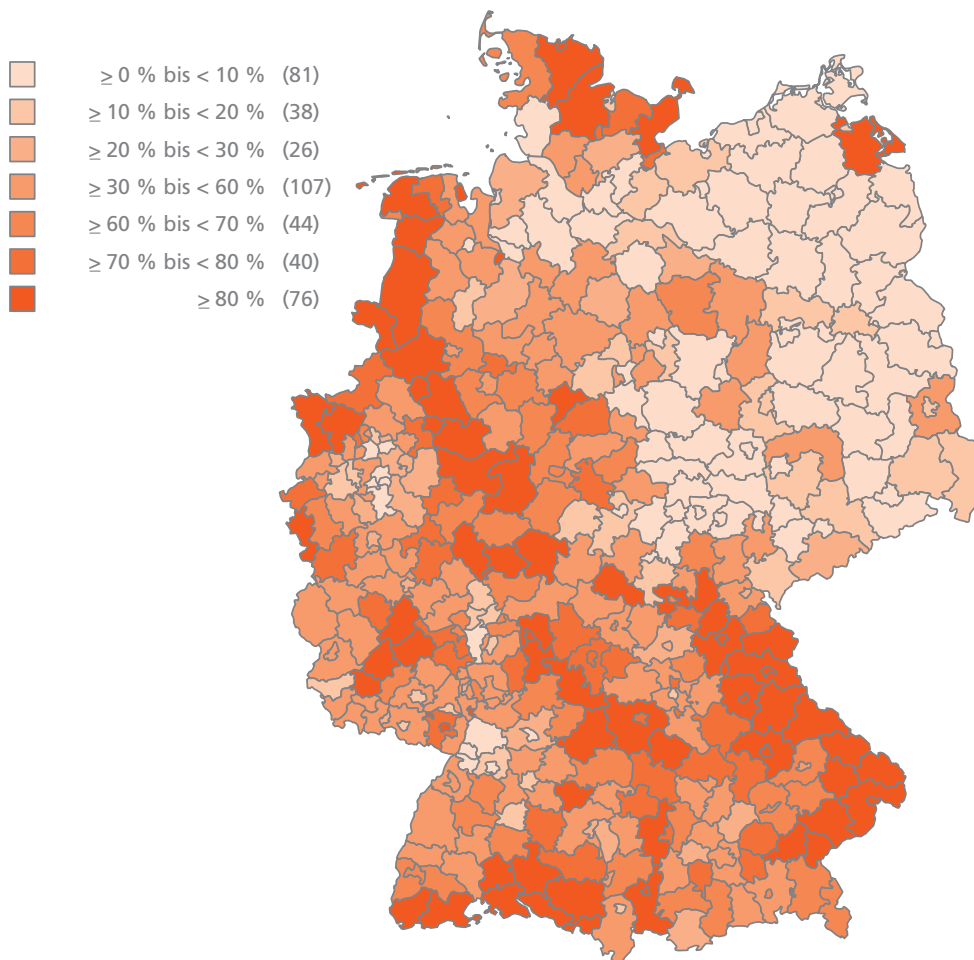 ≥ 0 % bis < 10 % (81)
≥ 10 % bis < 20 % (38)
≥ 20 % bis < 30 % (26)
≥ 30 % bis < 60 % (107)
≥ 60 % bis < 70 % (44)
≥ 70 % bis < 80 % (40)
≥ 80 % (76)